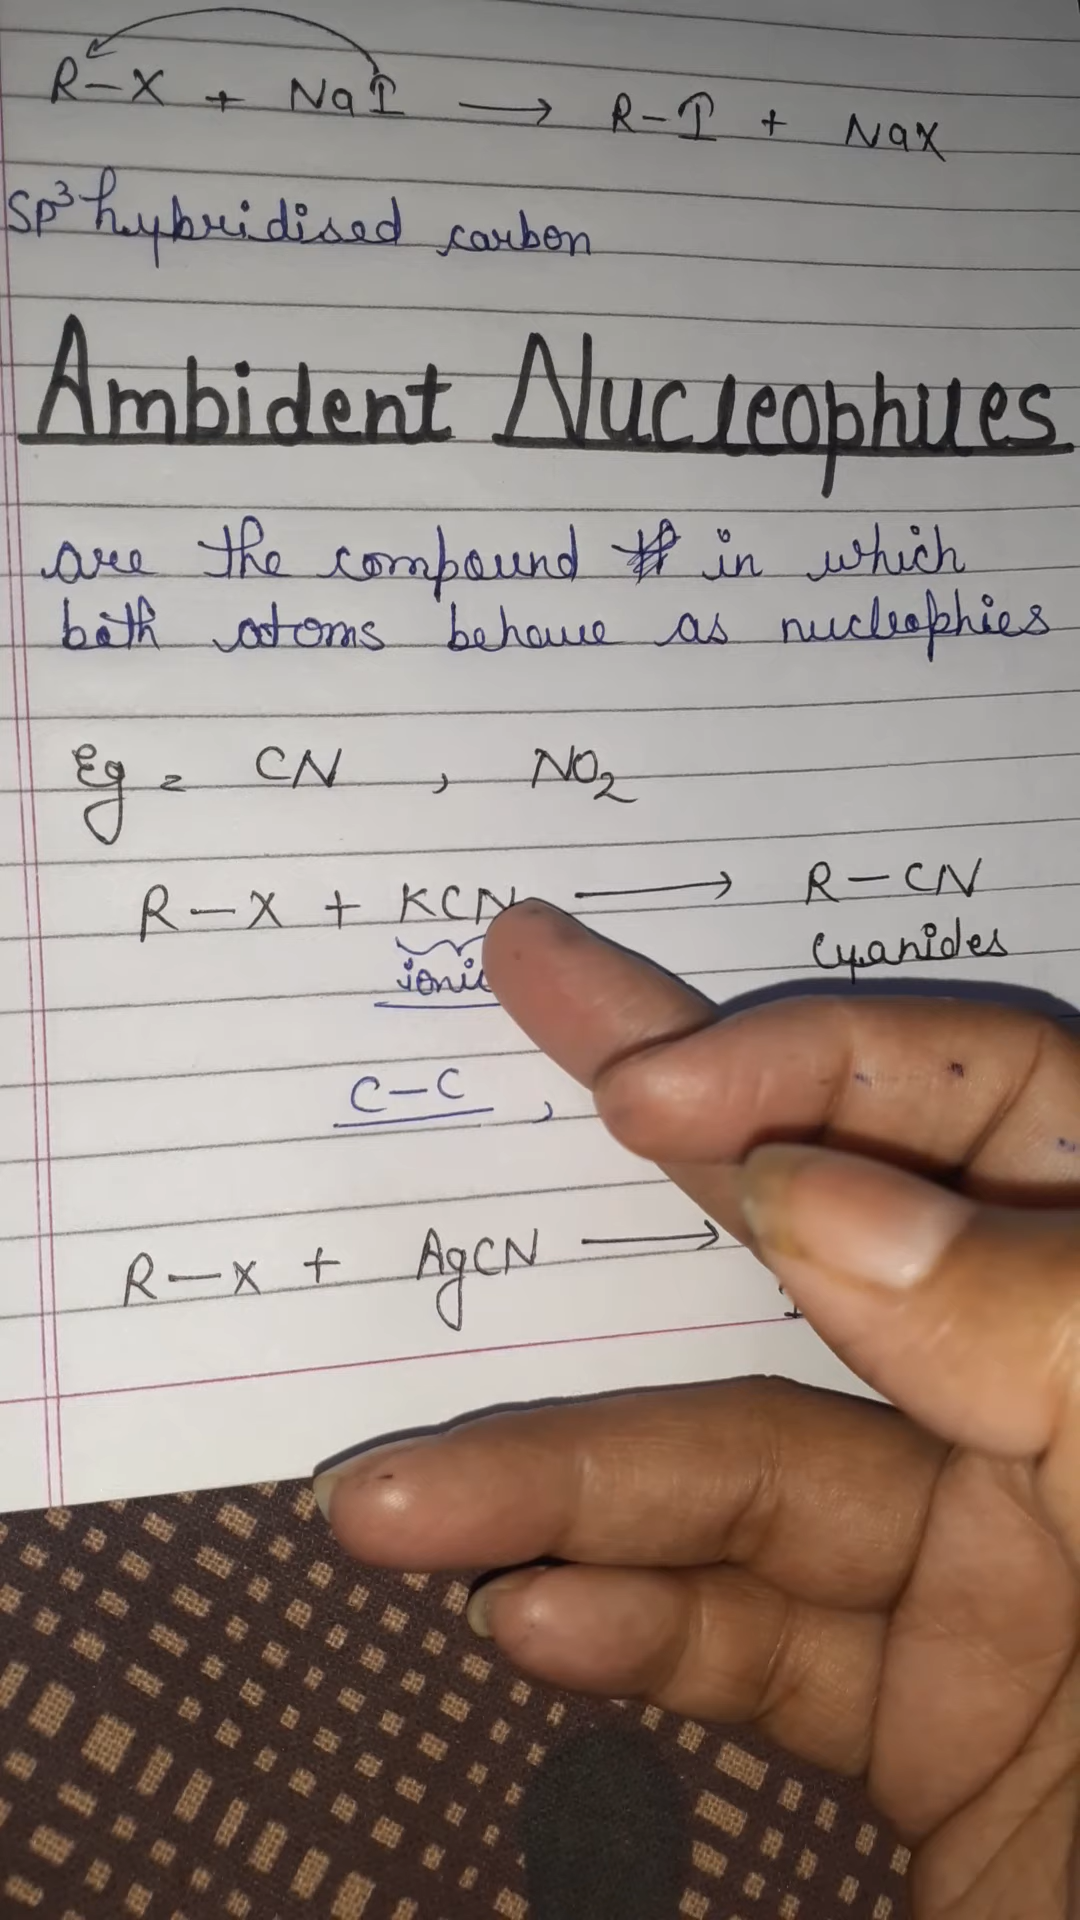 R-X + NaI ⟶ R-I + NaX
SP³ hybridised carbon
Ambident Nucleophiles
are the compound in which
both atoms behave as nucleophies
Eg = CN , NO₂
R-X + KCN ⟶ R-CN
ionic Cyanides
C-C ,
R-X + AgCN ⟶